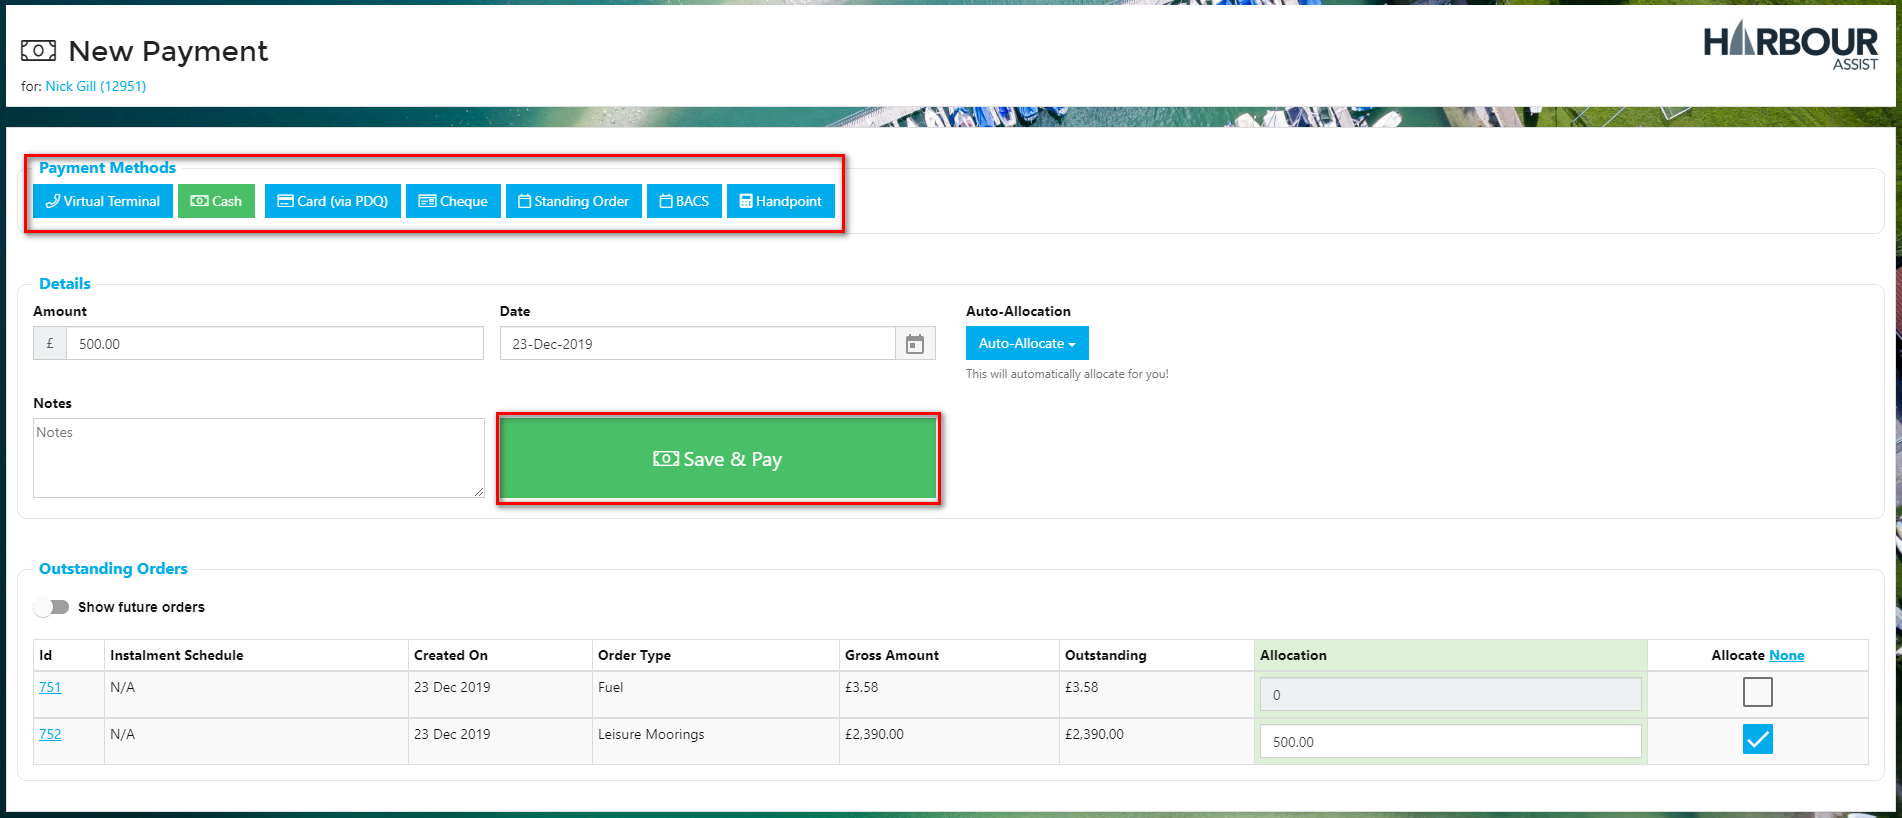 New Payment
HARBOUR
ASSIST
for: Nick Gill (12951)
Payment Methods
Virtual Terminal
Cash
Card (via PDQ)
Cheque
Standing Order
BACS
Handpoint
Details
Amount
Date
Auto-Allocation
£
500.00
23-Dec-2019
Auto-Allocate
This will automatically allocate for you!
Notes
Notes
Save & Pay
Outstanding Orders
Show future orders
Id Instalment Schedule Created On Order Type Gross Amount Outstanding Allocation Allocate None
751 N/A 23 Dec 2019 Fuel £3.58 £3.58 0
752 N/A 23 Dec 2019 Leisure Moorings £2,390.00 £2,390.00 500.00